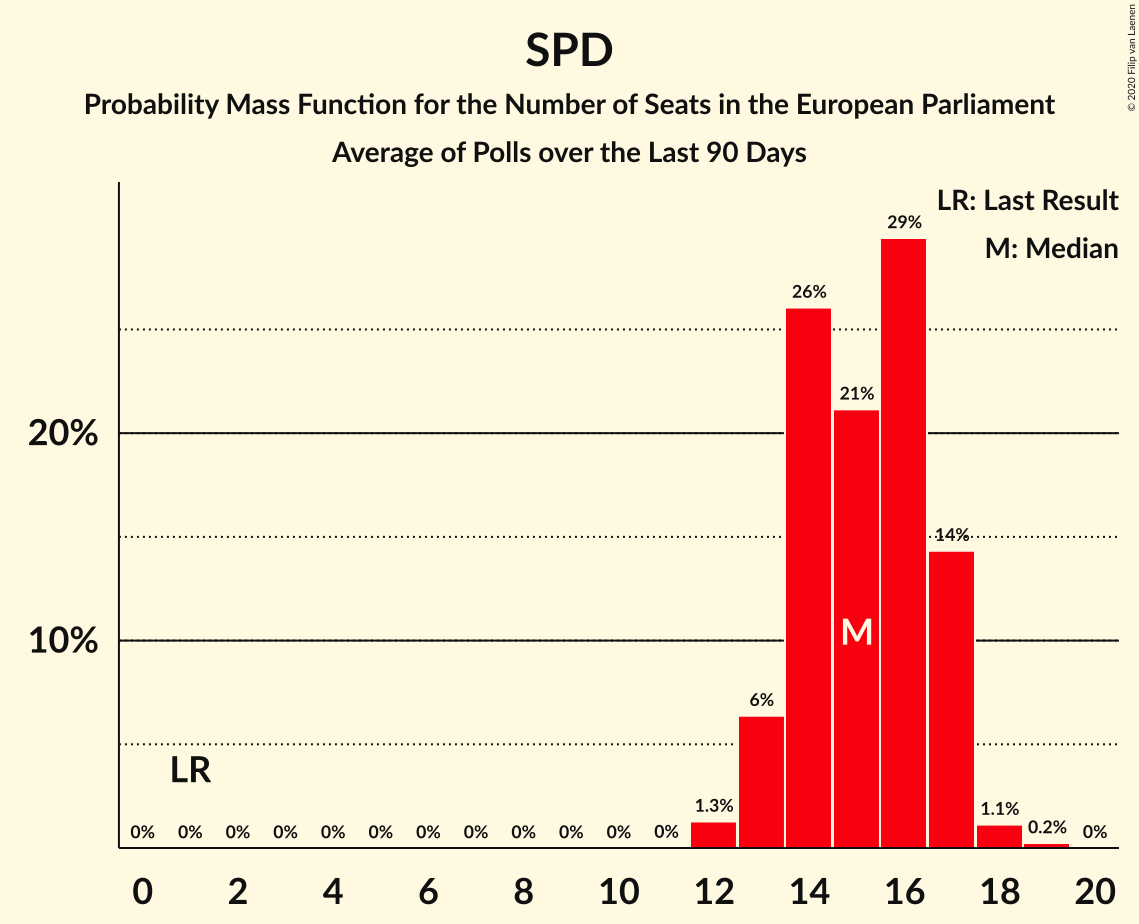 SPD
Probability Mass Function for the Number of Seats in the European Parliament
Average of Polls over the Last 90 Days
© 2020 Filip van Laenen
LR: Last Result
M: Median
29%
26%
21%
20%
14%
M
10%
6%
LR
0% 0% 0% 0% 0% 0% 0% 0% 0% 0% 0% 0% 1.3% 1.1% 0.2% 0%
0 2 4 6 8 10 12 14 16 18 20